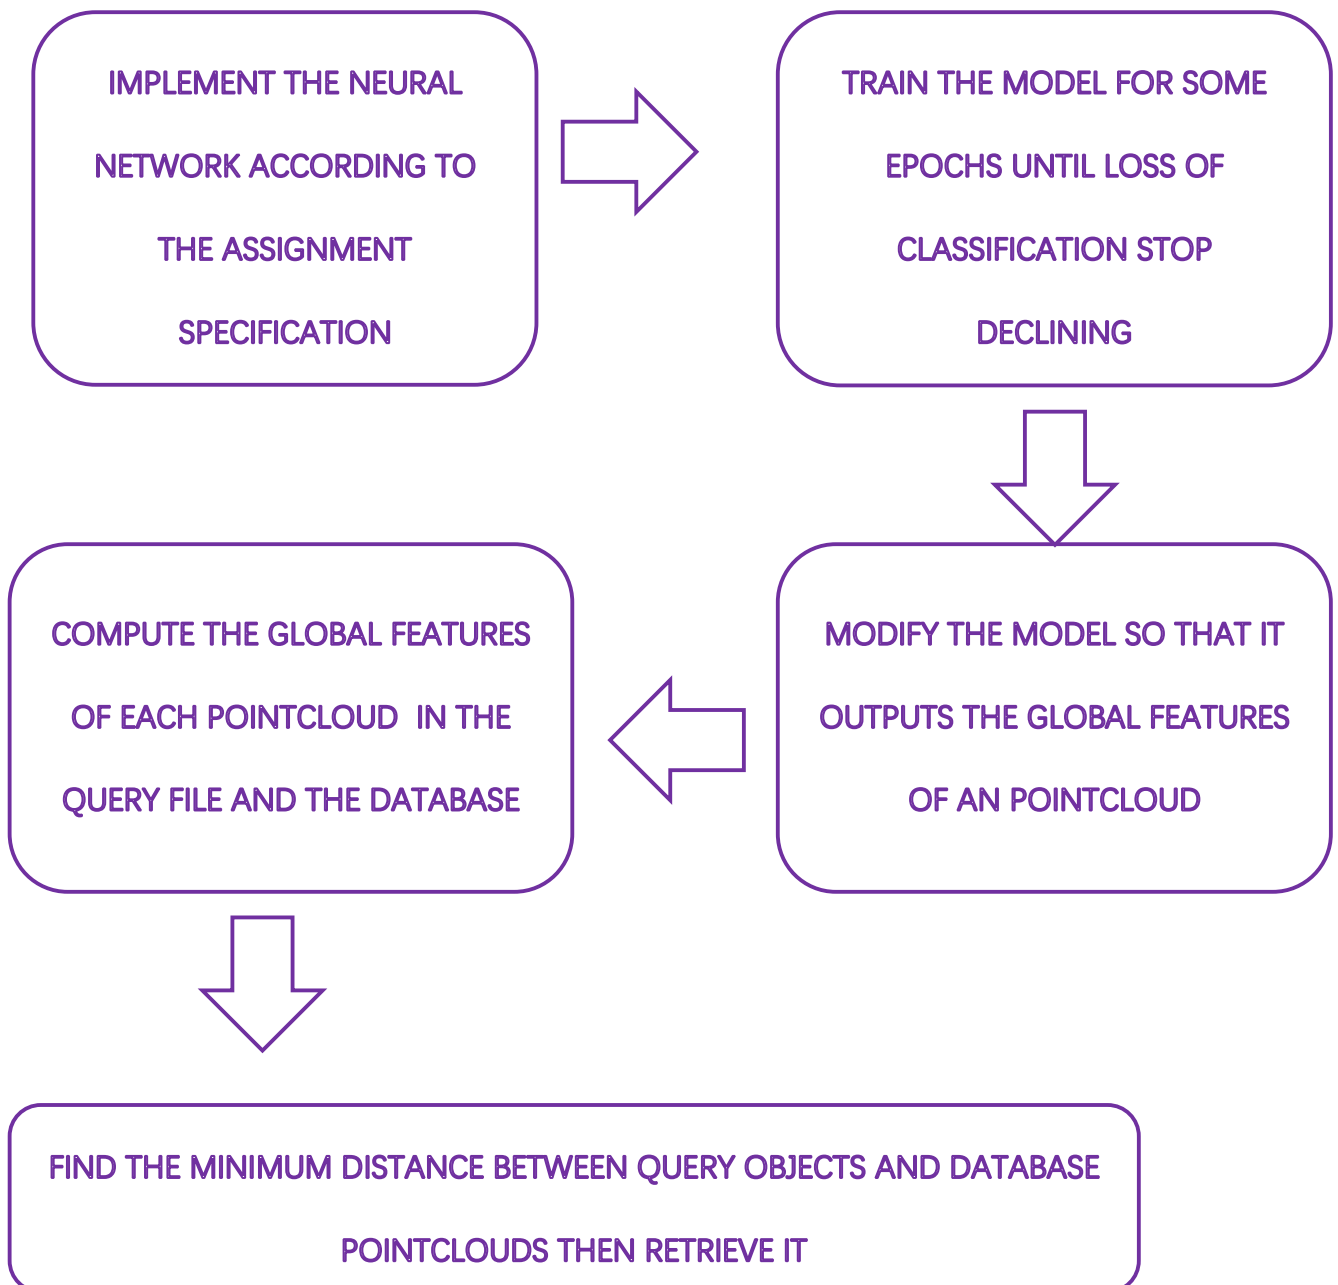 IMPLEMENT THE NEURAL
NETWORK ACCORDING TO
THE ASSIGNMENT
SPECIFICATION
TRAIN THE MODEL FOR SOME
EPOCHS UNTIL LOSS OF
CLASSIFICATION STOP
DECLINING
MODIFY THE MODEL SO THAT IT
OUTPUTS THE GLOBAL FEATURES
OF AN POINTCLOUD
COMPUTE THE GLOBAL FEATURES
OF EACH POINTCLOUD IN THE
QUERY FILE AND THE DATABASE
FIND THE MINIMUM DISTANCE BETWEEN QUERY OBJECTS AND DATABASE
POINTCLOUDS THEN RETRIEVE IT